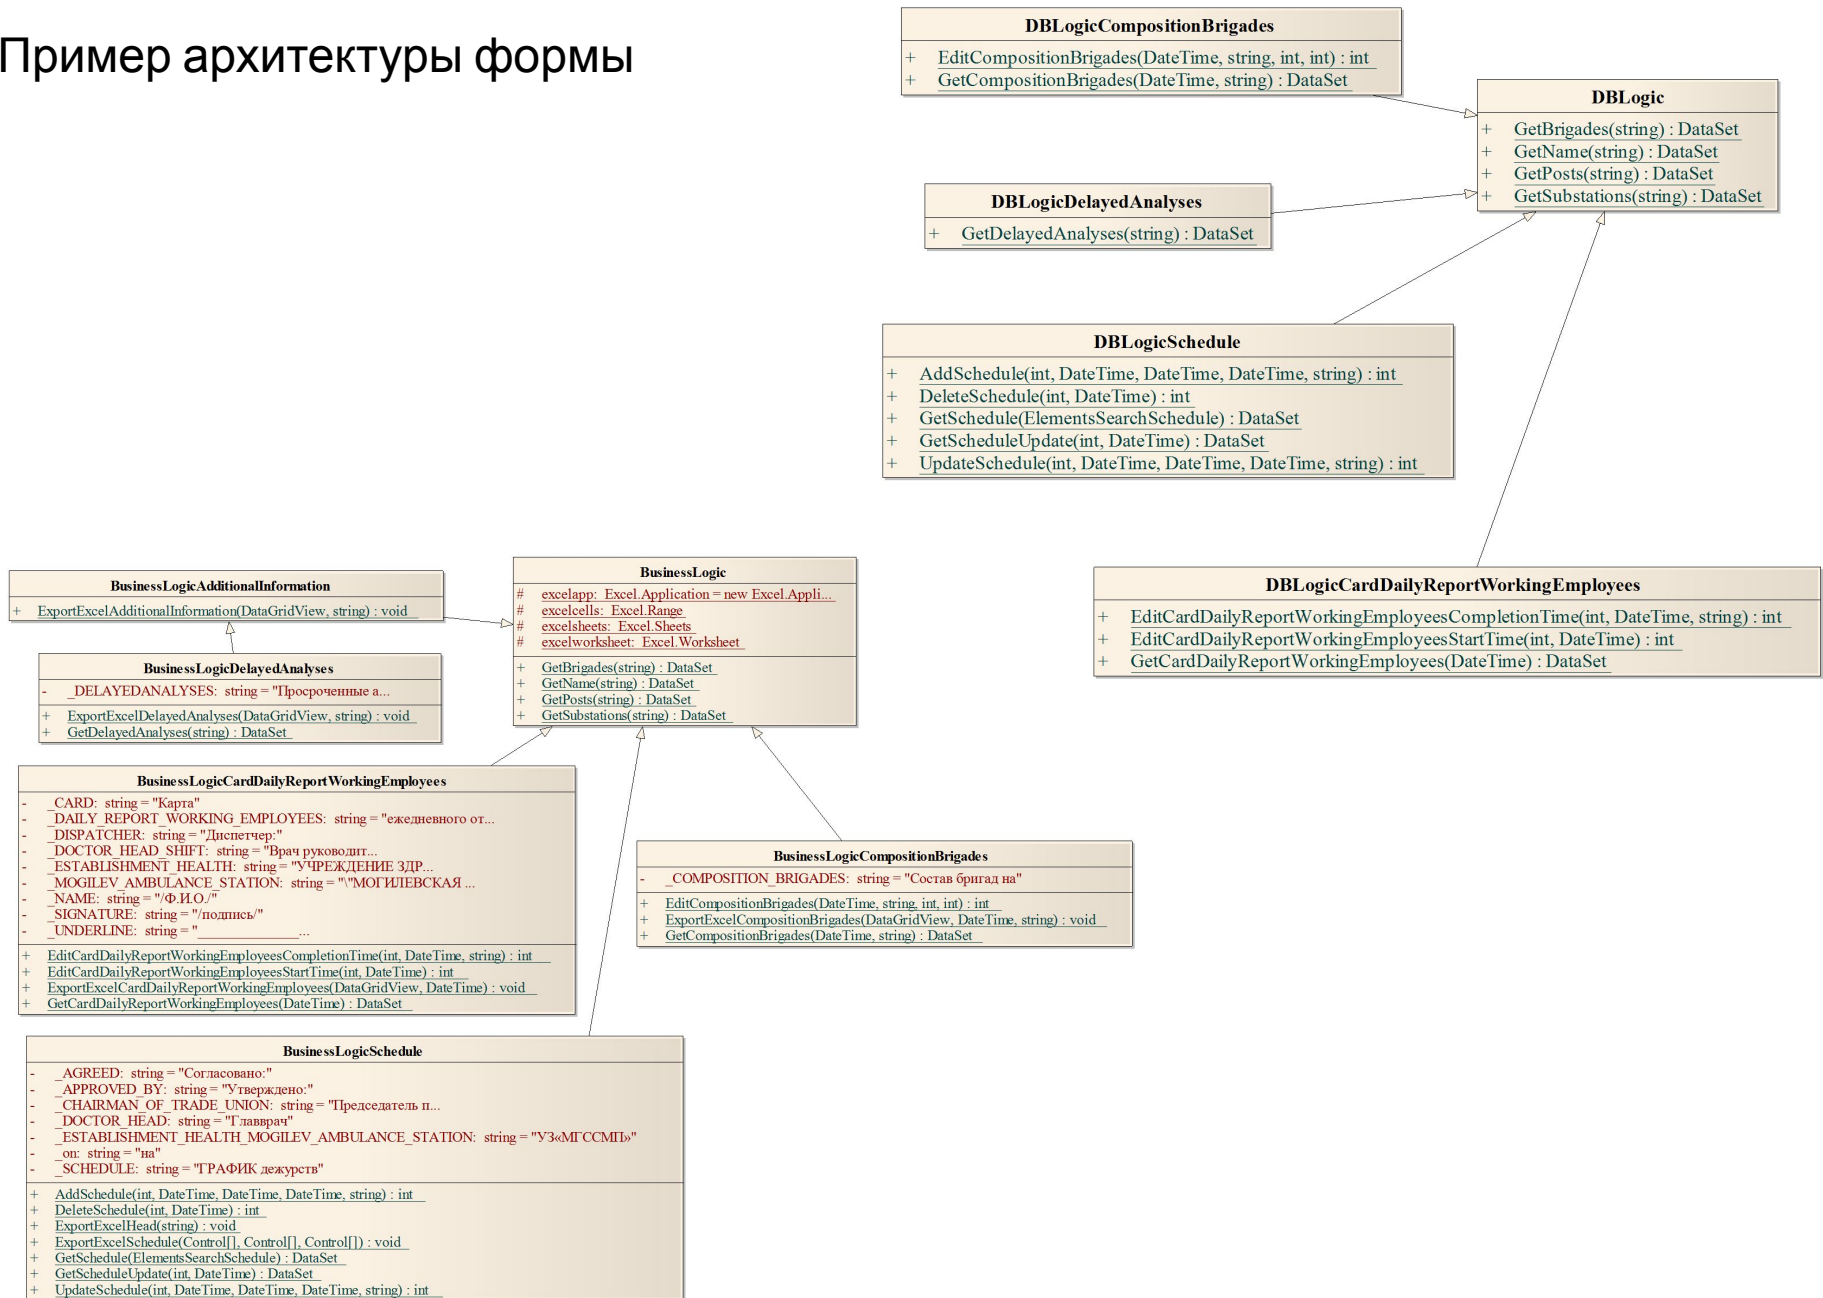 Пример архитектуры формы
DBLogicCompositionBrigades
+ EditCompositionBrigades(DateTime, string, int, int) : int
+ GetCompositionBrigades(DateTime, string) : DataSet
DBLogic
+ GetBrigades(string) : DataSet
+ GetName(string) : DataSet
+ GetPosts(string) : DataSet
+ GetSubstations(string) : DataSet
DBLogicDelayedAnalyses
+ GetDelayedAnalyses(string) : DataSet
DBLogicSchedule
+ AddSchedule(int, DateTime, DateTime, DateTime, string) : int
+ DeleteSchedule(int, DateTime) : int
+ GetSchedule(ElementsSearchSchedule) : DataSet
+ GetScheduleUpdate(int, DateTime) : DataSet
+ UpdateSchedule(int, DateTime, DateTime, DateTime, string) : int
DBLogicCardDailyReportWorkingEmployees
+ EditCardDailyReportWorkingEmployeesCompletionTime(int, DateTime, string) : int
+ EditCardDailyReportWorkingEmployeesStartTime(int, DateTime) : int
+ GetCardDailyReportWorkingEmployees(DateTime) : DataSet
BusinessLogicAdditionalInformation
+ ExportExcelAdditionalInformation(DataGridView, string) : void
BusinessLogic
# excelapp: Excel.Application = new Excel.Appli...
# excelcells: Excel.Range
# excelsheets: Excel.Sheets
# excelworksheet: Excel.Worksheet
+ GetBrigades(string) : DataSet
+ GetName(string) : DataSet
+ GetPosts(string) : DataSet
+ GetSubstations(string) : DataSet
BusinessLogicDelayedAnalyses
- _DELAYEDANALYSES: string = "Просроченные а...
+ ExportExcelDelayedAnalyses(DataGridView, string) : void
+ GetDelayedAnalyses(string) : DataSet
BusinessLogicCardDailyReportWorkingEmployees
- _CARD: string = "Карта"
- _DAILY_REPORT_WORKING_EMPLOYEES: string = "ежедневного от...
- _DISPATCHER: string = "Диспетчер:"
- _DOCTOR_HEAD_SHIFT: string = "Врач руководит...
- _ESTABLISHMENT_HEALTH: string = "УЧРЕЖДЕНИЕ ЗДР...
- _MOGILEV_AMBULANCE_STATION: string = "\"МОГИЛЕВСКАЯ ...
- _NAME: string = "/Ф.И.О./"
- _SIGNATURE: string = "/подпись/"
- _UNDERLINE: string = "_______________...
+ EditCardDailyReportWorkingEmployeesCompletionTime(int, DateTime, string) : int
+ EditCardDailyReportWorkingEmployeesStartTime(int, DateTime) : int
+ ExportExcelCardDailyReportWorkingEmployees(DataGridView, DateTime) : void
+ GetCardDailyReportWorkingEmployees(DateTime) : DataSet
BusinessLogicCompositionBrigades
- _COMPOSITION_BRIGADES: string = "Состав бригад на"
+ EditCompositionBrigades(DateTime, string, int, int) : int
+ ExportExcelCompositionBrigades(DataGridView, DateTime, string) : void
+ GetCompositionBrigades(DateTime, string) : DataSet
BusinessLogicSchedule
- _AGREED: string = "Согласовано:"
- _APPROVED_BY: string = "Утверждено:"
- _CHAIRMAN_OF_TRADE_UNION: string = "Председатель п...
- _DOCTOR_HEAD: string = "Главврач"
- _ESTABLISHMENT_HEALTH_MOGILEV_AMBULANCE_STATION: string = "УЗ«МГССМП»"
- _on: string = "на"
- _SCHEDULE: string = "ГРАФИК дежурств"
+ AddSchedule(int, DateTime, DateTime, DateTime, string) : int
+ DeleteSchedule(int, DateTime) : int
+ ExportExcelHead(string) : void
+ ExportExcelSchedule(Control[], Control[], Control[]) : void
+ GetSchedule(ElementsSearchSchedule) : DataSet
+ GetScheduleUpdate(int, DateTime) : DataSet
+ UpdateSchedule(int, DateTime, DateTime, DateTime, string) : int